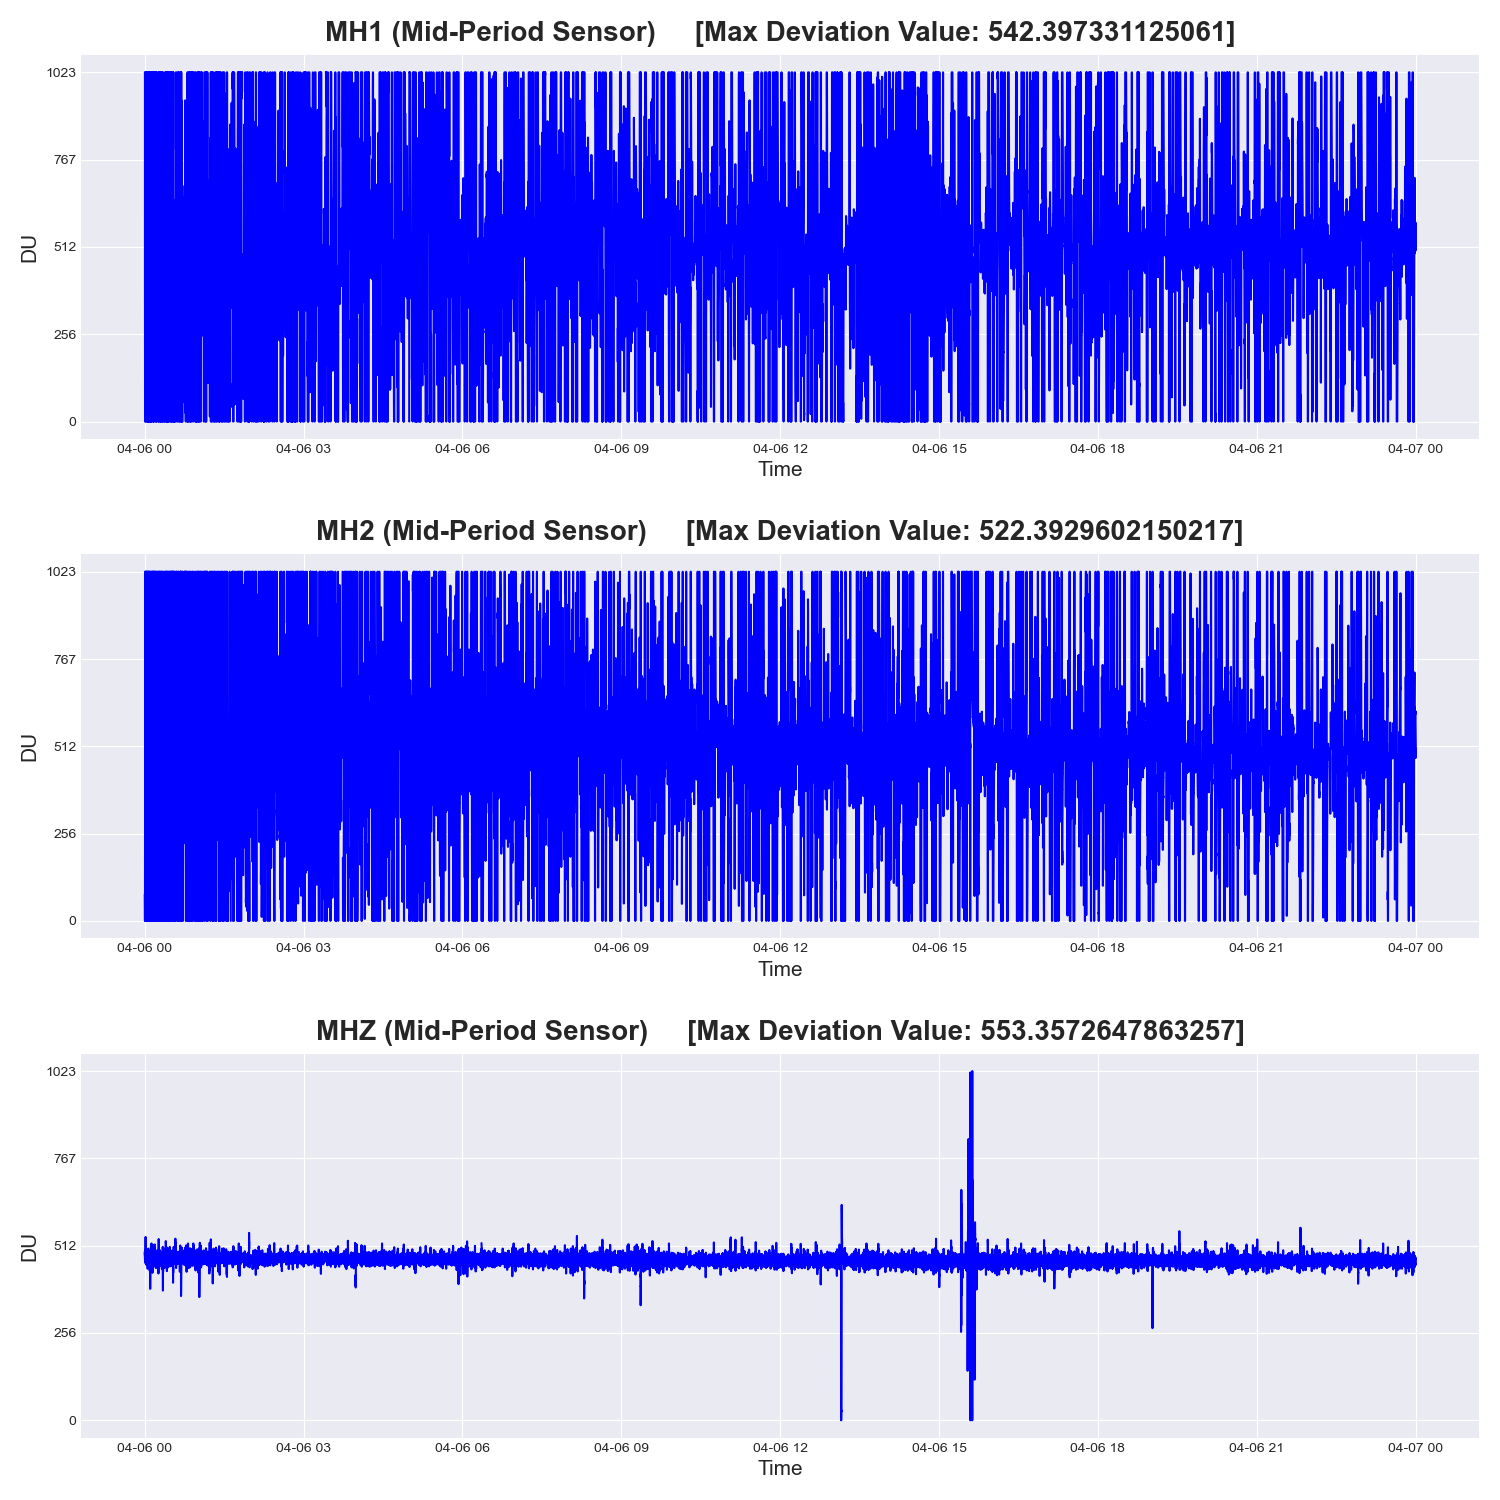 MH1 (Mid-Period Sensor) [Max Deviation Value: 542.397331125061]
1023
767
512
256
0
DU
04-06 00 04-06 03 04-06 06 04-06 09 04-06 12 04-06 15 04-06 18 04-06 21 04-07 00
Time
MH2 (Mid-Period Sensor) [Max Deviation Value: 522.3929602150217]
1023
767
512
256
0
DU
04-06 00 04-06 03 04-06 06 04-06 09 04-06 12 04-06 15 04-06 18 04-06 21 04-07 00
Time
MHZ (Mid-Period Sensor) [Max Deviation Value: 553.3572647863257]
1023
767
512
256
0
DU
04-06 00 04-06 03 04-06 06 04-06 09 04-06 12 04-06 15 04-06 18 04-06 21 04-07 00
Time